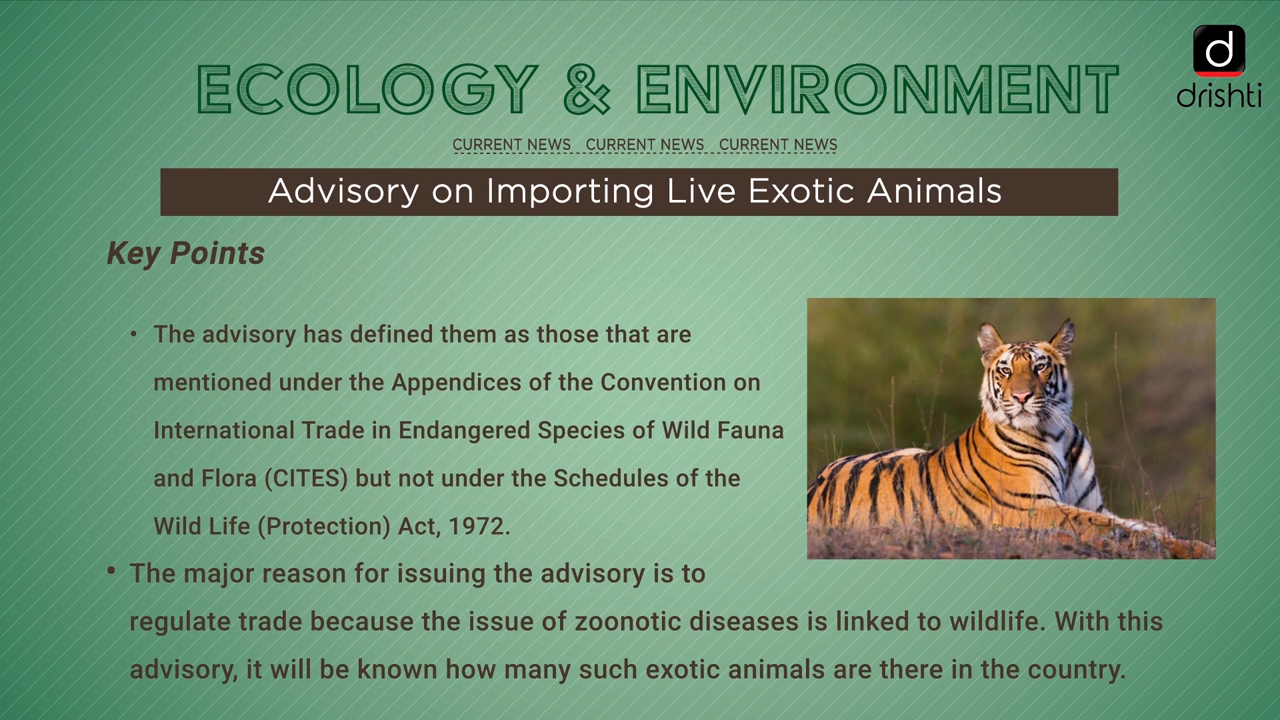 d
drishti
ECOLOGY & ENVIRONMENT
CURRENT NEWS CURRENT NEWS CURRENT NEWS
Advisory on Importing Live Exotic Animals
Key Points
• The advisory has defined them as those that are
mentioned under the Appendices of the Convention on
International Trade in Endangered Species of Wild Fauna
and Flora (CITES) but not under the Schedules of the
Wild Life (Protection) Act, 1972.
• The major reason for issuing the advisory is to
regulate trade because the issue of zoonotic diseases is linked to wildlife. With this
advisory, it will be known how many such exotic animals are there in the country.